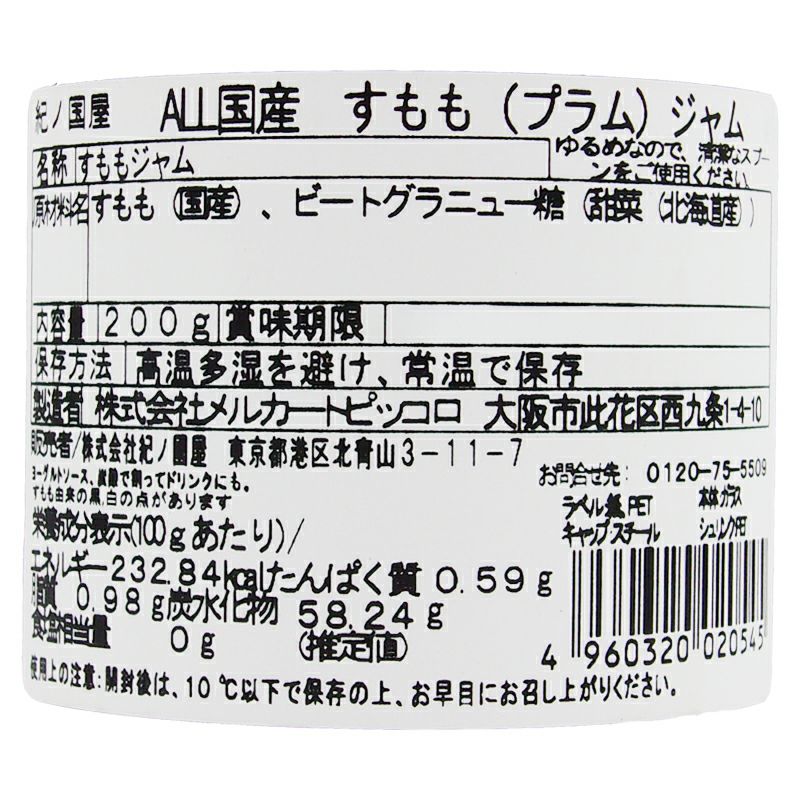 紀ノ国屋 ALL国産 すもも（プラム）ジャム
名称 すももジャム
ゆるめなので、清潔なスプー
ンをご使用ください。
原材料名 すもも（国産）、ビートグラニュー糖（甜菜（北海道産））
内容量 200g 賞味期限
保存方法 高温多湿を避け、常温で保存
製造者 株式会社メルカートピッコロ 大阪市此花区西九条1-4-10
販売者/株式会社紀ノ國屋 東京都港区北青山3-11-7
ヨーグルトソース、炭酸で割ってドリンクにも。
すもも由来の黒,白の点があります
お問合せ先： 0120-75-5509
ラベル:紙,PET 本体:ガラス
キャップ:スチール シュリンク:PET
栄養成分表示(100gあたり)/
エネルギー232.84kcalたんぱく質 0.59g
脂質 0.98g炭水化物 58.24g
食塩相当量 0g (推定値)
4 960320 020545
使用上の注意：開封後は、10℃以下で保存の上、お早目にお召し上がりください。